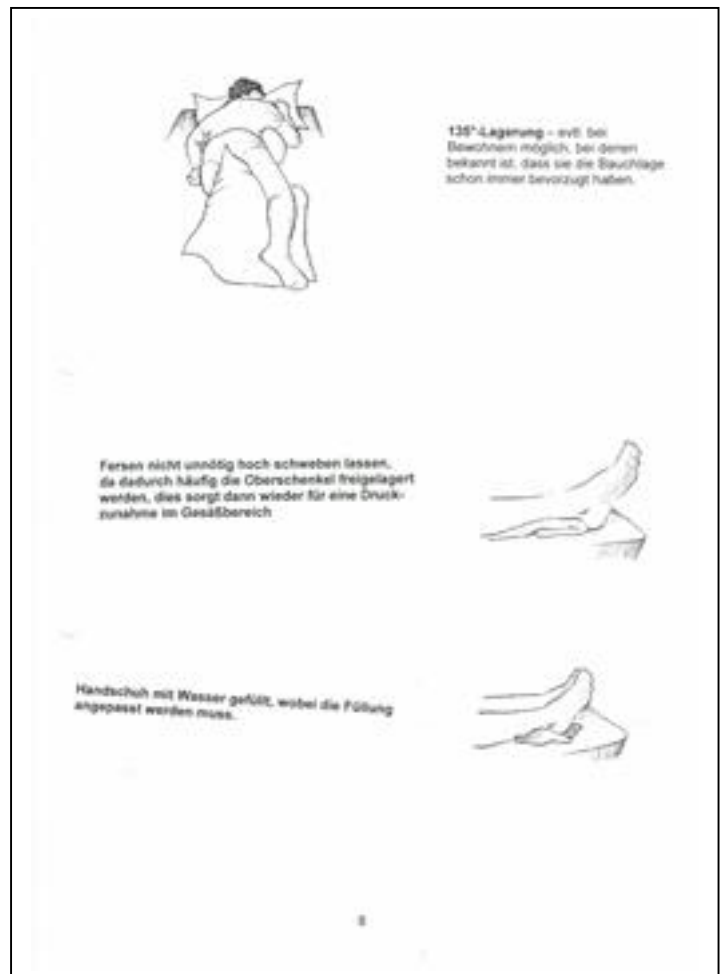 135°-Lagerung – evtl. bei
Bewohnern möglich, bei denen
bekannt ist, dass sie die Bauchlage
schon immer bevorzugt haben.
Fersen nicht unnötig hoch schweben lassen,
da dadurch häufig die Oberschenkel freigelagert
werden, dies sorgt dann wieder für eine Druck-
zunahme im Gesäßbereich
Handschuh mit Wasser gefüllt, wobei die Füllung
angepasst werden muss.
8